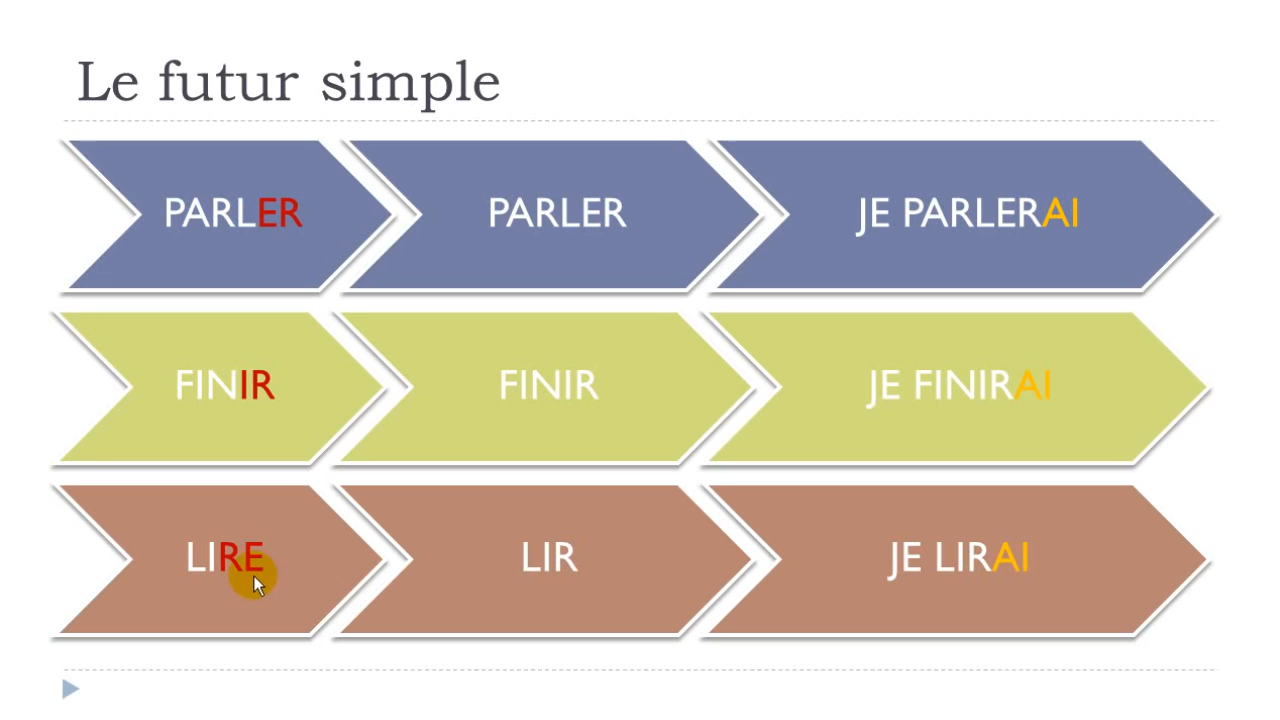 Le futur simple
PARLER PARLER JE PARLERAI
FINIR FINIR JE FINIRAI
LIRE LIR JE LIRAI